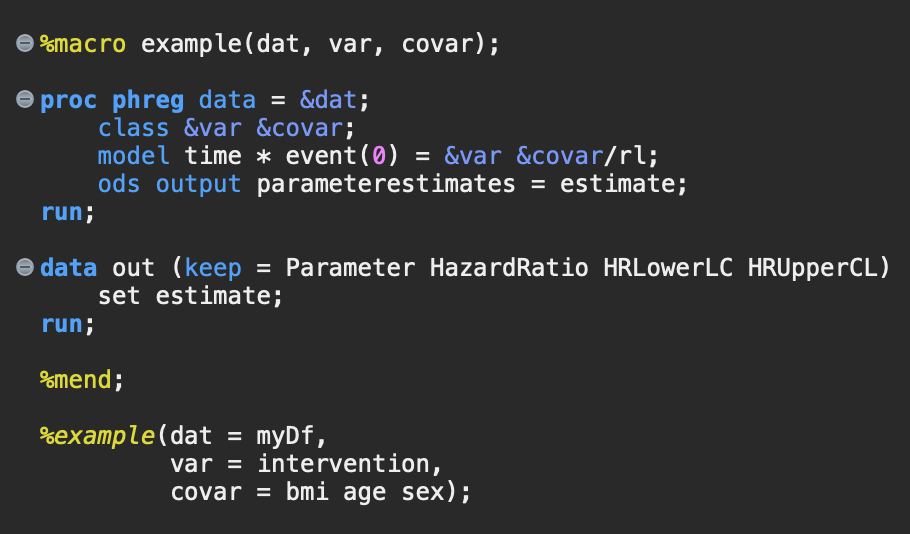 %macro example(dat, var, covar);
proc phreg data = &dat;
class &var &covar;
model time * event(0) = &var &covar/rl;
ods output parameterestimates = estimate;
run;
data out (keep = Parameter HazardRatio HRLowerLC HRUpperCL)
set estimate;
run;
%mend;
%example(dat = myDf,
var = intervention,
covar = bmi age sex);